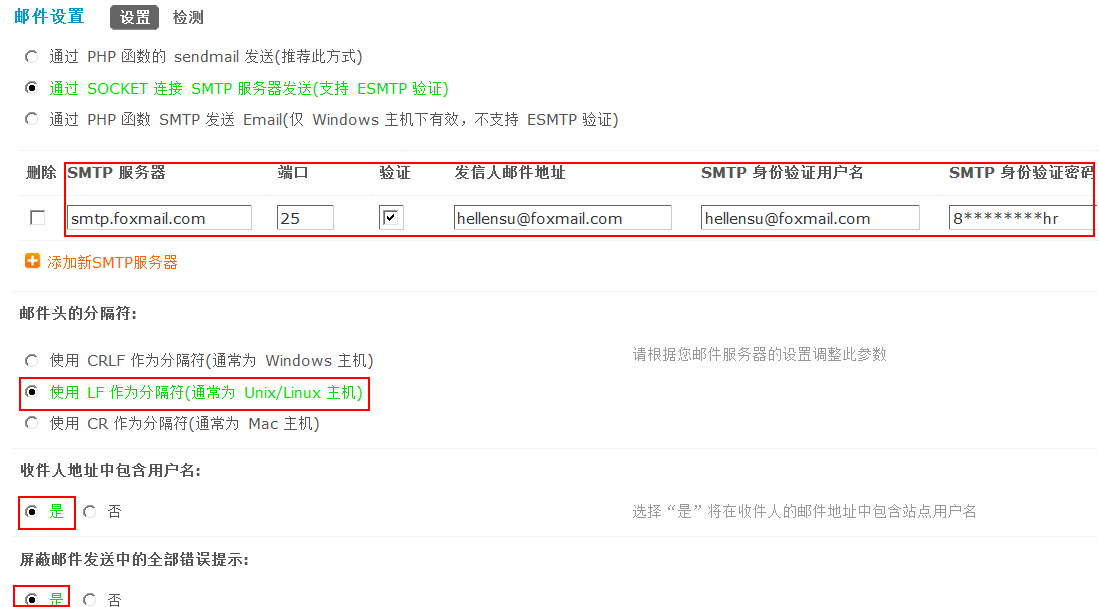 邮件设置 设置 检测
通过 PHP 函数的 sendmail 发送(推荐此方式)
通过 SOCKET 连接 SMTP 服务器发送(支持 ESMTP 验证)
通过 PHP 函数 SMTP 发送 Email(仅 Windows 主机下有效，不支持 ESMTP 验证)
删除 SMTP 服务器 端口 验证 发信人邮件地址 SMTP 身份验证用户名 SMTP 身份验证密码
smtp.foxmail.com 25 hellensu@foxmail.com hellensu@foxmail.com 8********hr
添加新SMTP服务器
邮件头的分隔符:
使用 CRLF 作为分隔符(通常为 Windows 主机) 请根据您邮件服务器的设置调整此参数
使用 LF 作为分隔符(通常为 Unix/Linux 主机)
使用 CR 作为分隔符(通常为 Mac 主机)
收件人地址中包含用户名:
是 否 选择“是”将在收件人的邮件地址中包含站点用户名
屏蔽邮件发送中的全部错误提示:
是 否